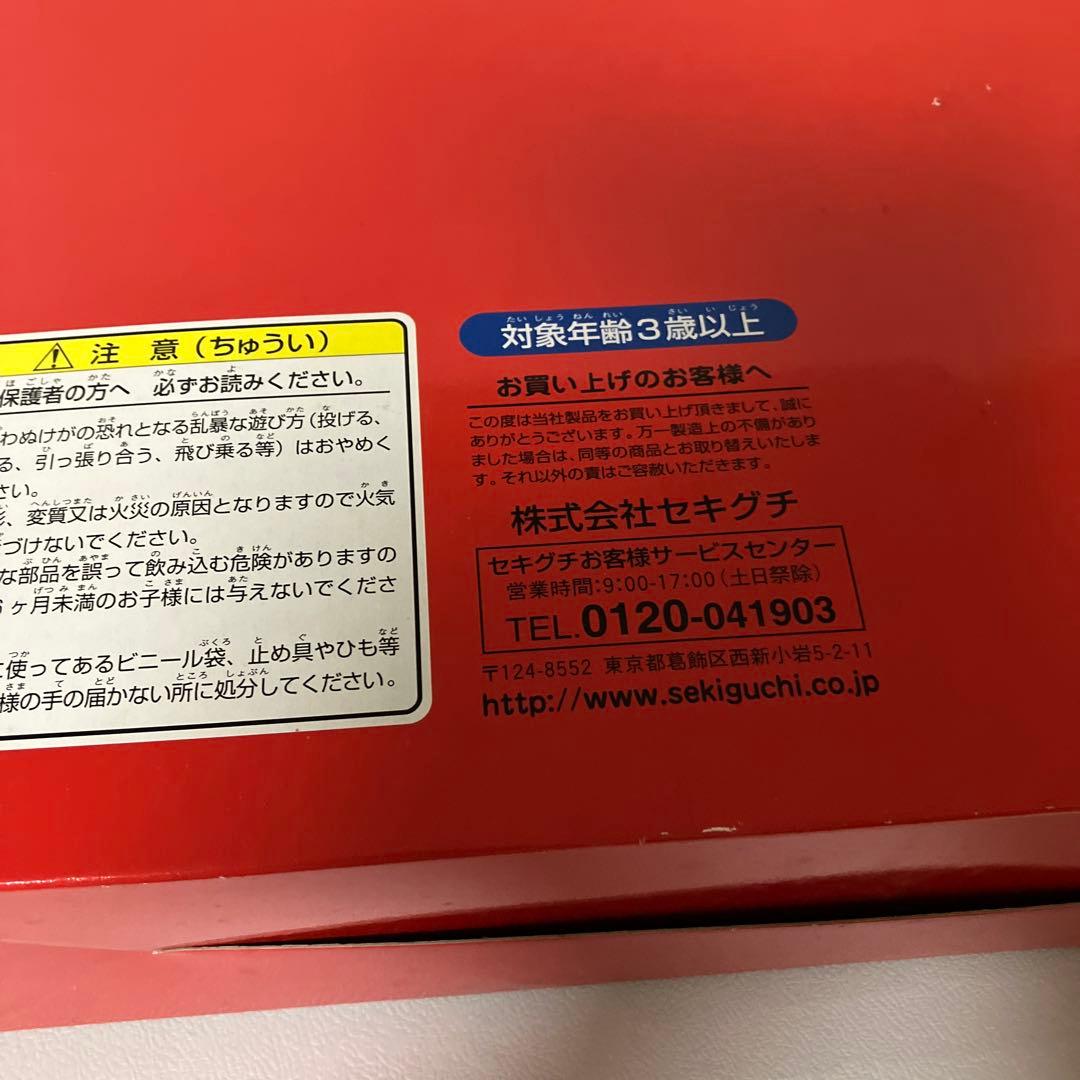 注 意（ちゅうい）
保護者の方へ 必ずお読みください。
わぬけがの恐れとなる乱暴な遊び方（投げる、
る、引っ張り合う、飛び乗る等）はおやめく
さい。
、変質又は火災の原因となりますので火気
づけないでください。
な部品を誤って飲み込む危険がありますの
ヶ月未満のお子様には与えないでくださ
使ってあるビニール袋、止め具やひも等
様の手の届かない所に処分してください。
対象年齢3歳以上
お買い上げのお客様へ
この度は当社製品をお買い上げ頂きまして、誠に
ありがとうございます。万一製造上の不備があり
ました場合は、同等の商品とお取り替えいたしま
す。それ以外の責はご容赦いただきます。
株式会社セキグチ
セキグチお客様サービスセンター
営業時間:9:00-17:00（土日祭除）
TEL.0120-041903
〒124-8552 東京都葛飾区西新小岩5-2-11
http://www.sekiguchi.co.jp